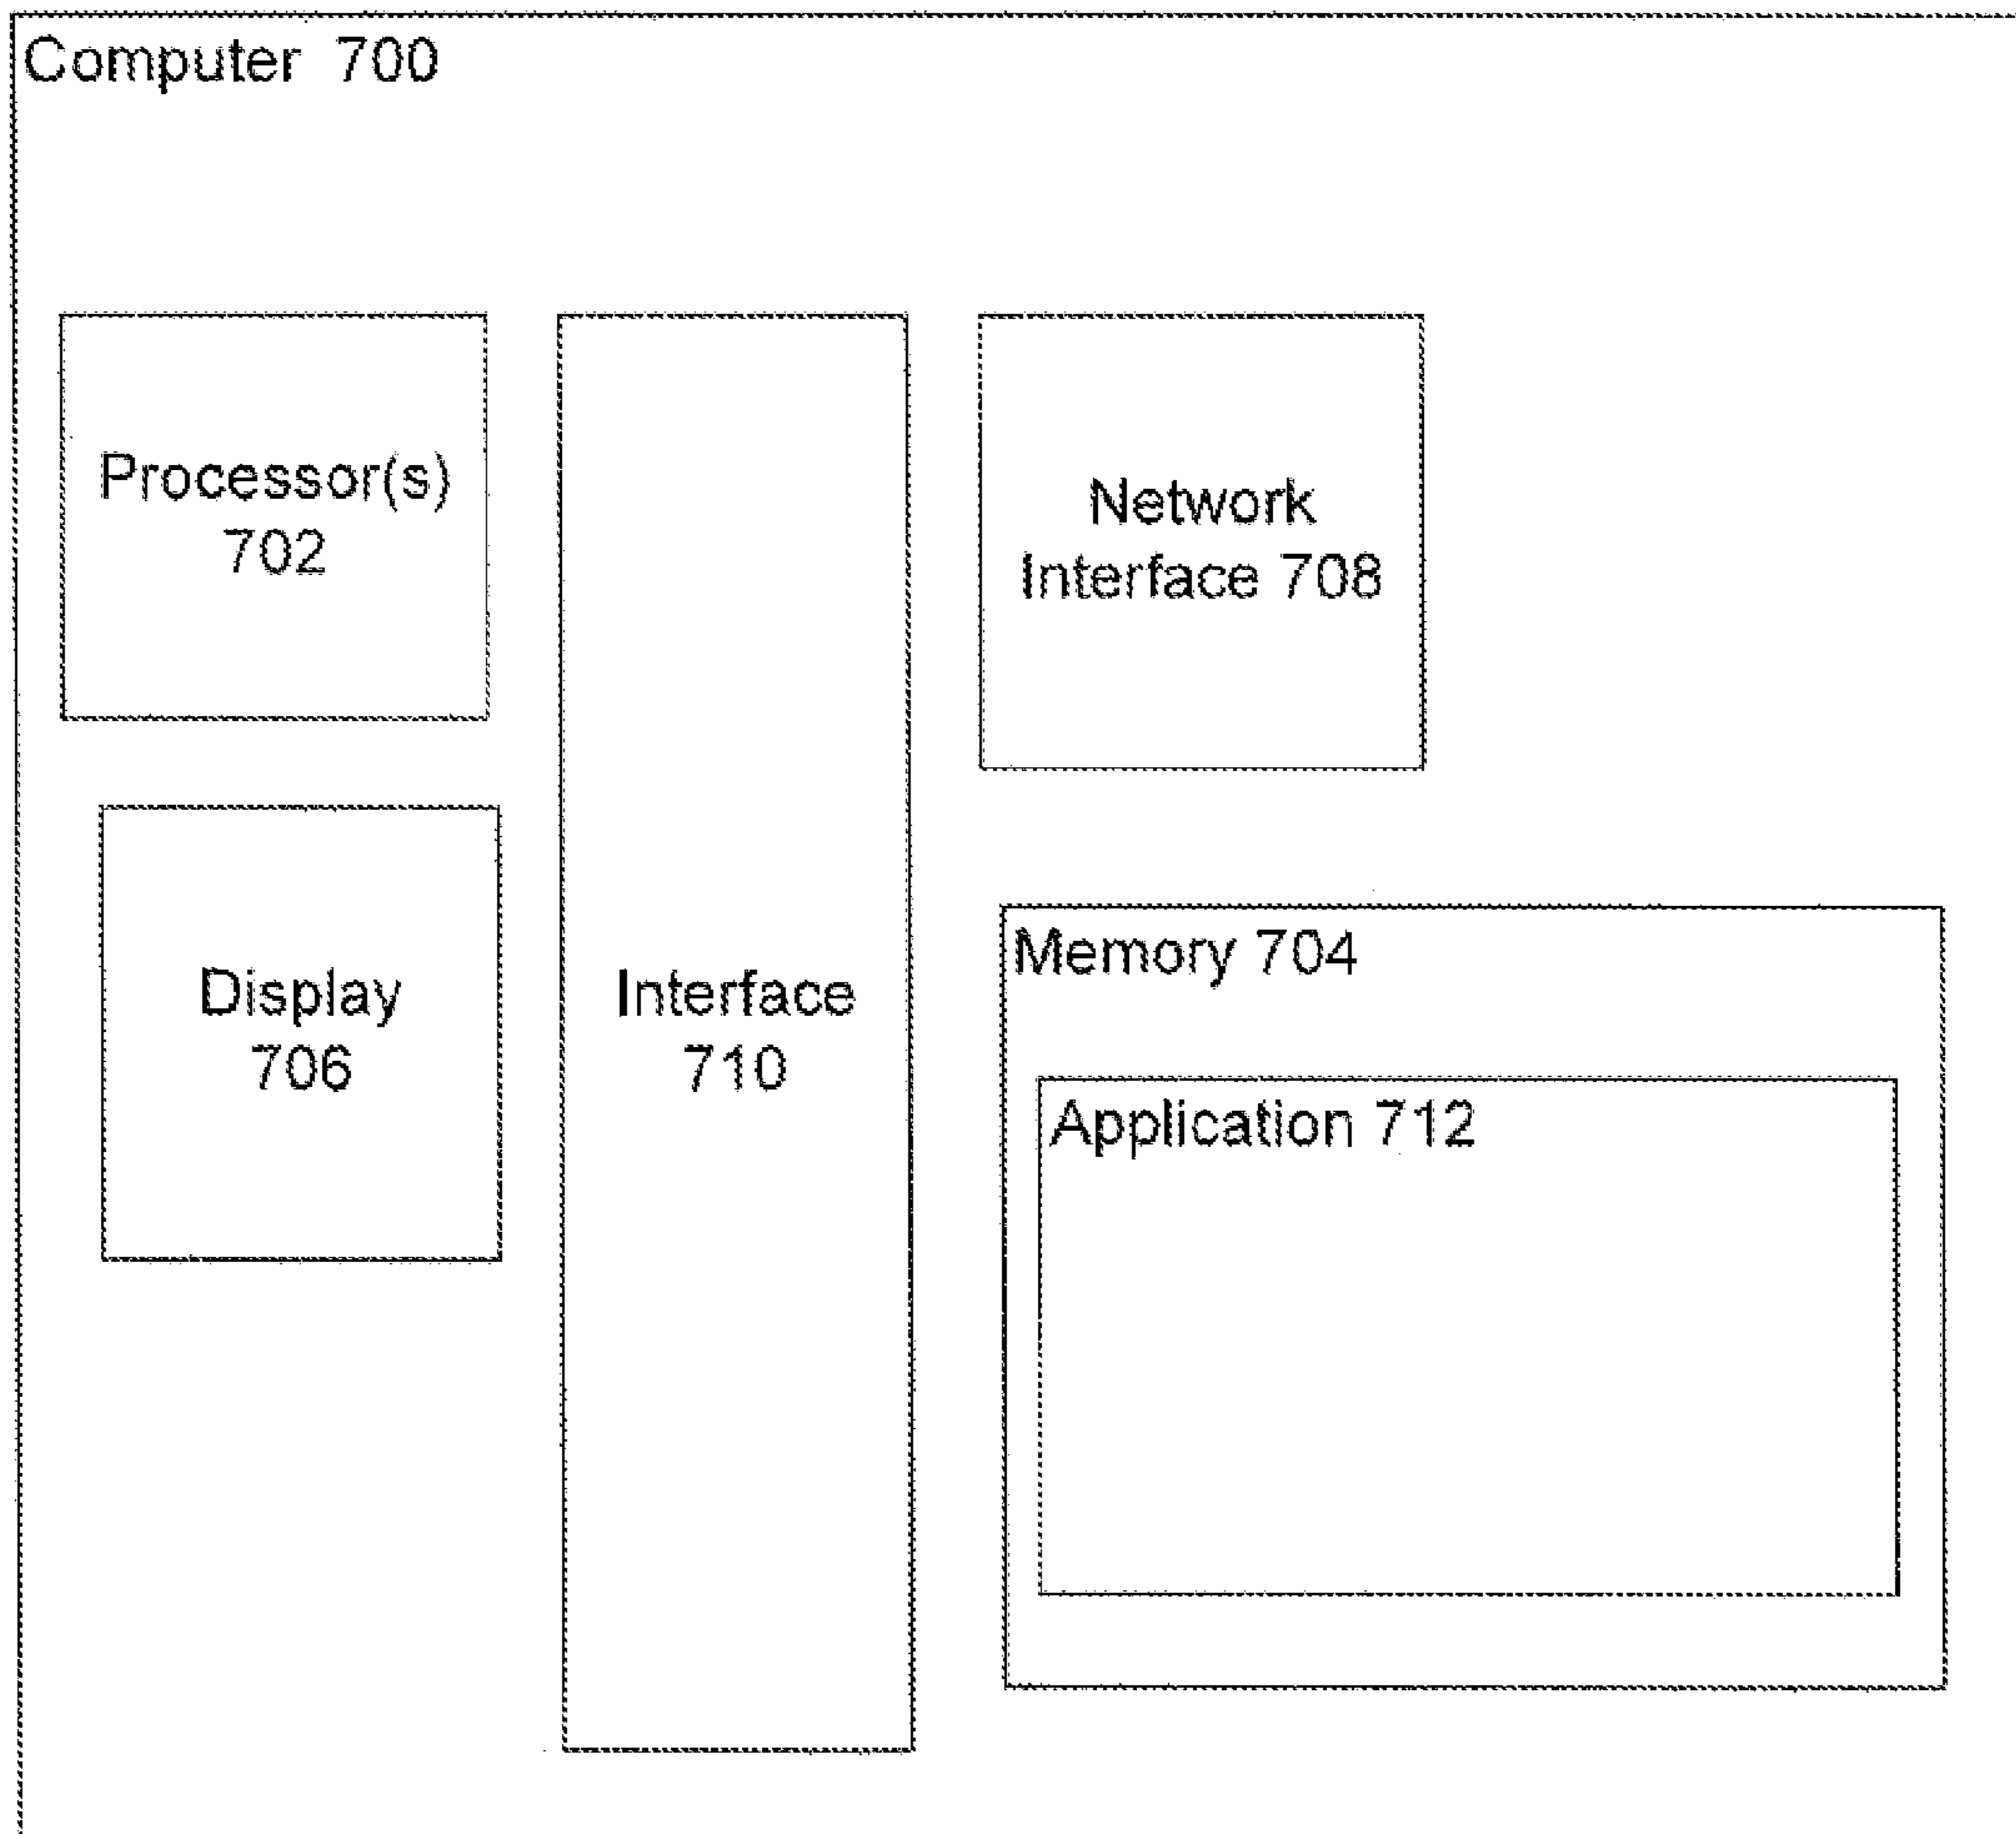 Computer 700
Processor(s)
702
Network
Interface 708
Display
706
Interface
710
Memory 704
Application 712